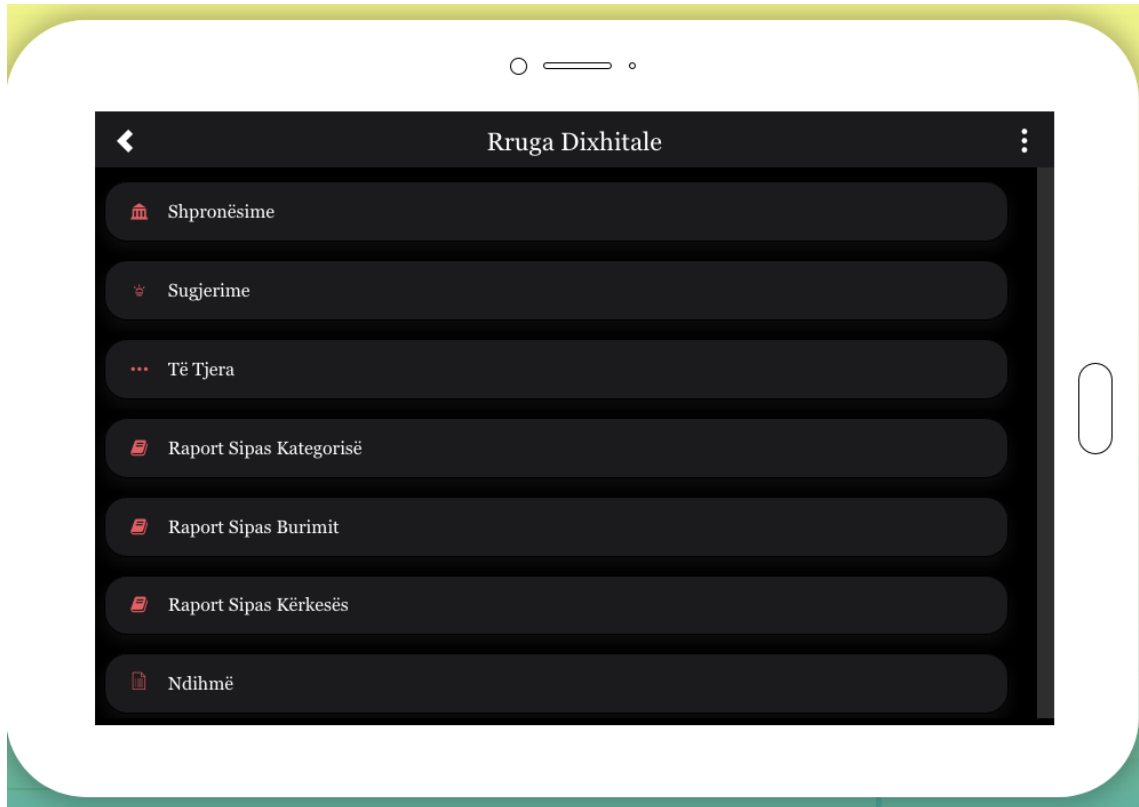 Rruga Dixhitale
Shpronësime
Sugjerime
Të Tjera
Raport Sipas Kategorisë
Raport Sipas Burimit
Raport Sipas Kërkesës
Ndihmë